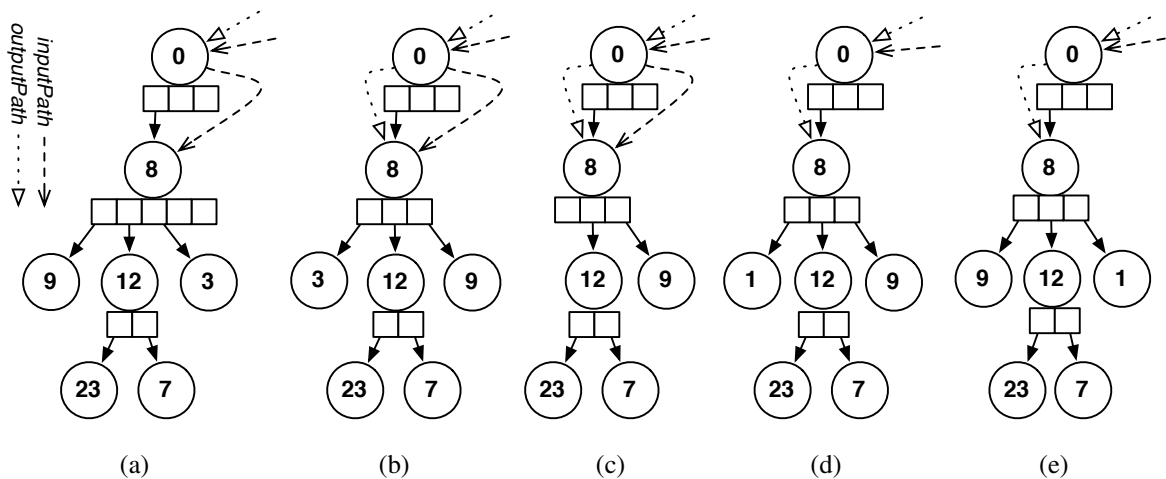 inputPath
outputPath
0 0 0 0 0
8 8 8 8 8
9 12 3 3 12 9 12 9 1 12 9 9 12 1
23 7 23 7 23 7 23 7 23 7
(a) (b) (c) (d) (e)